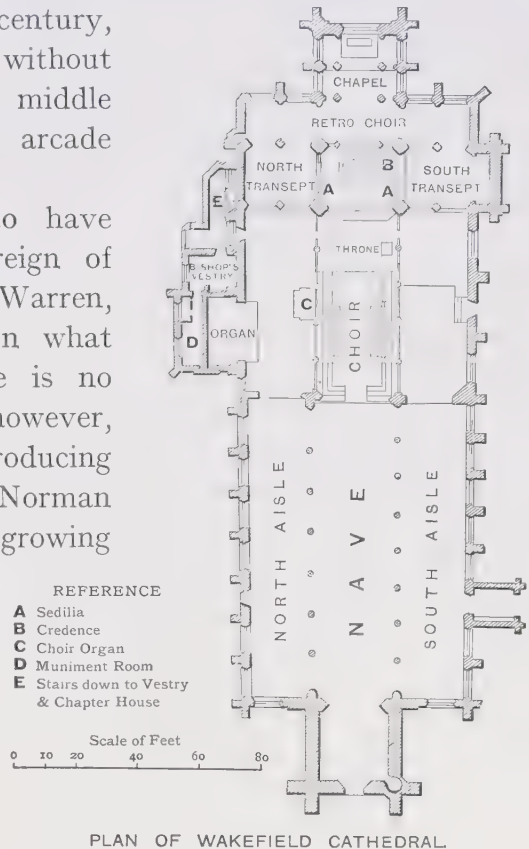 century,
without
middle
arcade
o have
reign of
Warren,
n what
e is no
however,
roducing
Norman
growing
CHAPEL
RETRO CHOIR
NORTH
TRANSEPT
A
B
A
SOUTH
TRANSEPT
E
BISHOP'S
VESTRY
THRONE
C
ORGAN
D
CHOIR
NORTH AISLE
NAVE
SOUTH AISLE
REFERENCE
A Sedilia
B Credence
C Choir Organ
D Muniment Room
E Stairs down to Vestry
& Chapter House
Scale of Feet
0 10 20 40 60 80
PLAN OF WAKEFIELD CATHEDRAL.